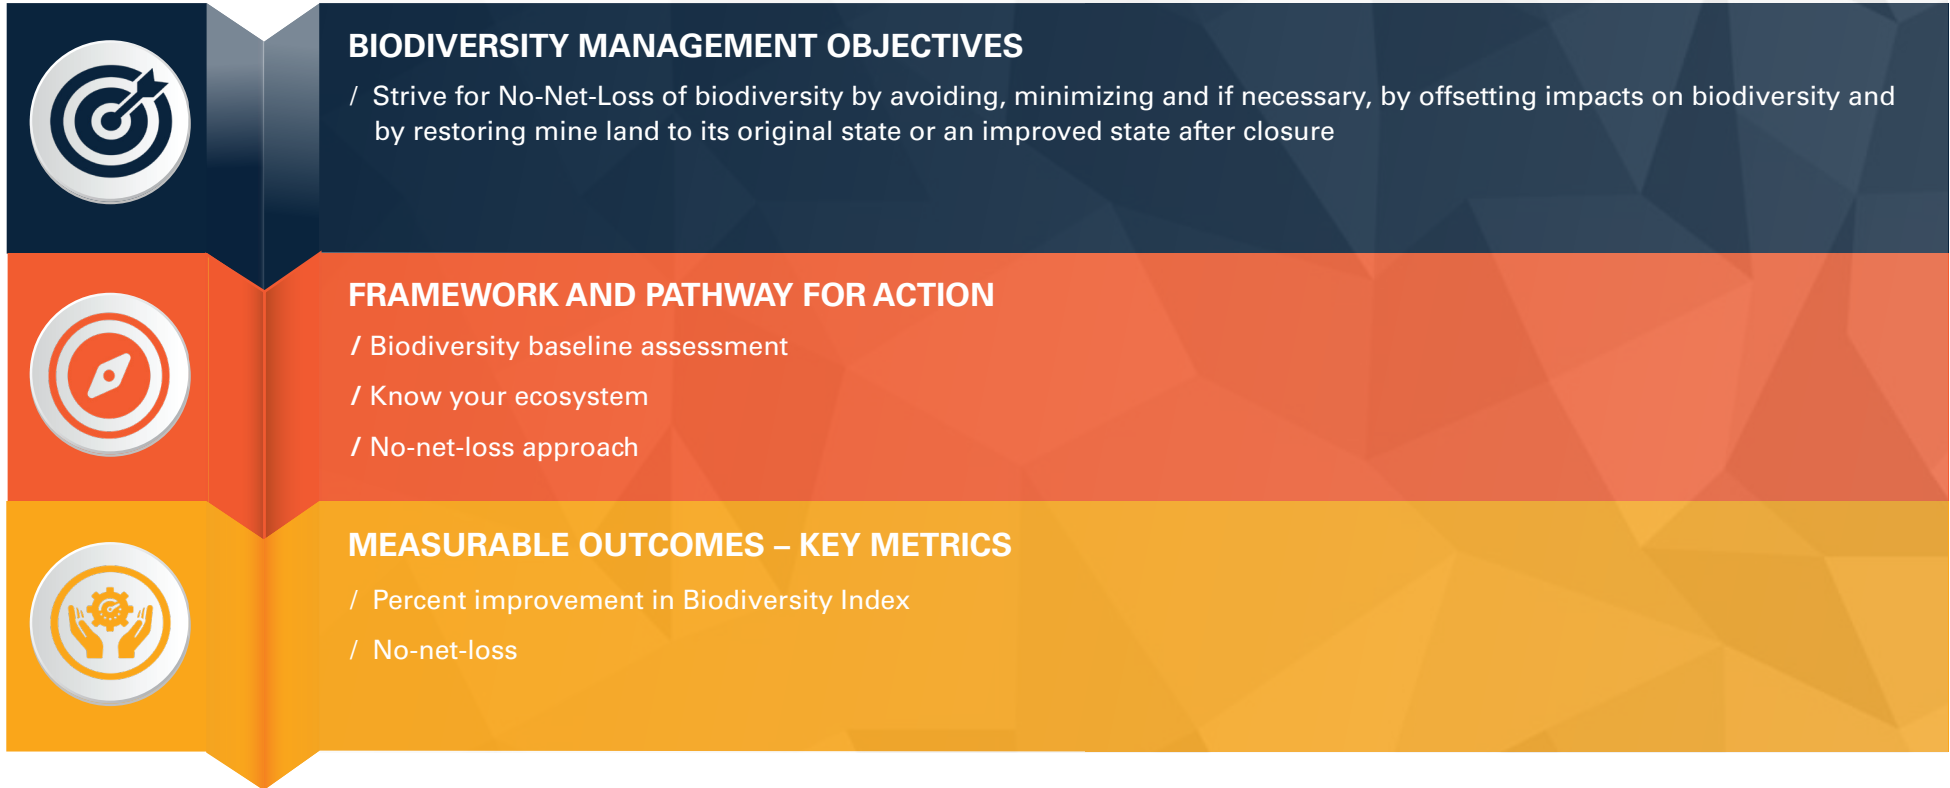 BIODIVERSITY MANAGEMENT OBJECTIVES
/ Strive for No-Net-Loss of biodiversity by avoiding, minimizing and if necessary, by offsetting impacts on biodiversity and
by restoring mine land to its original state or an improved state after closure
FRAMEWORK AND PATHWAY FOR ACTION
/ Biodiversity baseline assessment
/ Know your ecosystem
/ No-net-loss approach
MEASURABLE OUTCOMES – KEY METRICS
/ Percent improvement in Biodiversity Index
/ No-net-loss